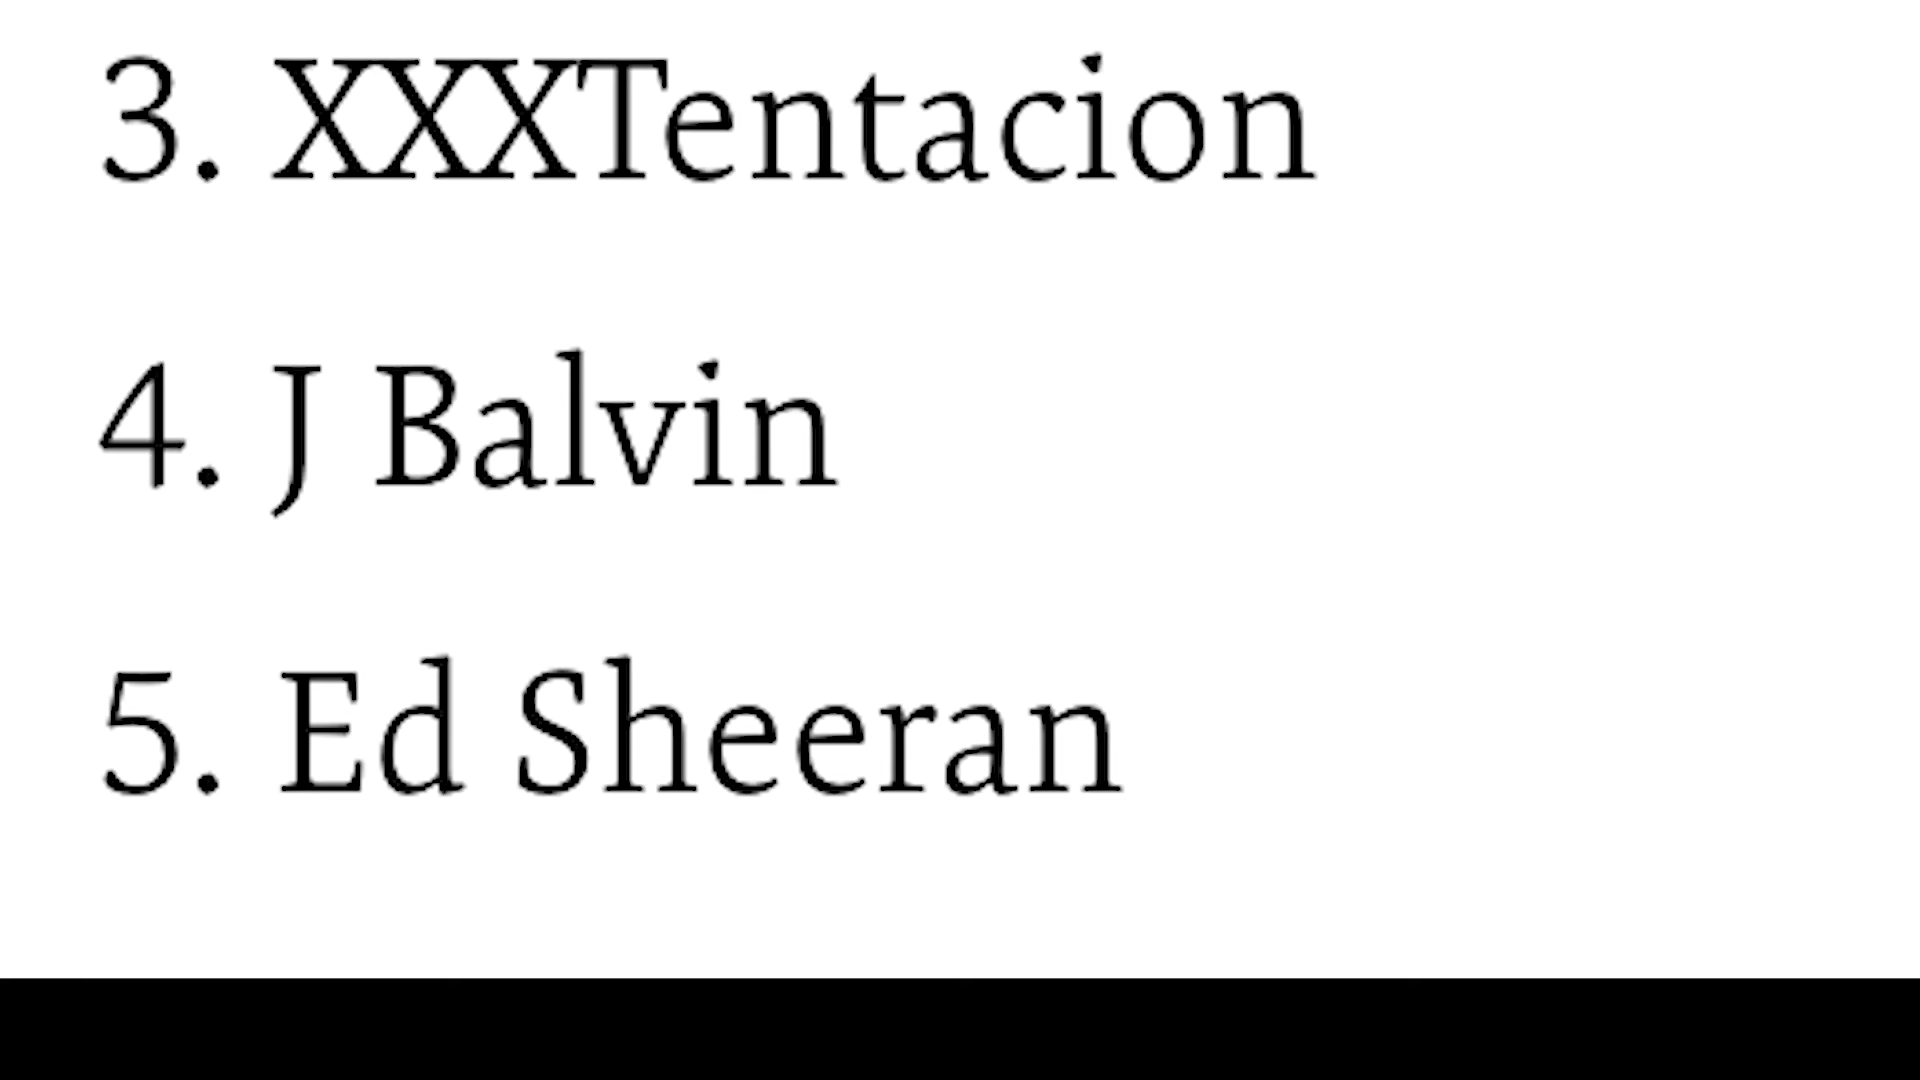 3. XXXTentacion
4. J Balvin
5. Ed Sheeran